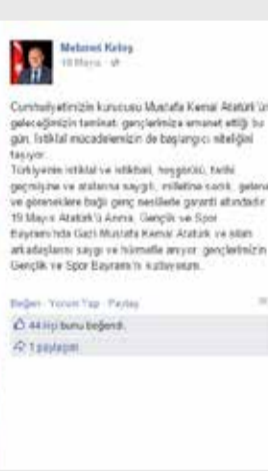 Mehmet Keleş
19 Mayıs
Cumhuriyetimizin kurucusu Mustafa Kemal Atatürk'ün
geleceğimizin teminatı gençlerimize emanet ettiği bu
gün, İstiklal mücadelemizin de başlangıcı niteliğini
taşıyor.
Türkiyenin istiklal ve istikbali, hoşgörülü, tarihi
geçmişine ve atalarına saygılı, milletine sadık, gelene
ve göreneklere bağlı genç nesillerle garanti altındadır.
19 Mayıs Atatürk'ü Anma, Gençlik ve Spor
Bayramı'nda Gazi Mustafa Kemal Atatürk ve silah
arkadaşlarını saygı ve hürmetle anıyor, gençlerimizin
Gençlik ve Spor Bayramı'nı kutluyorum.
Beğen · Yorum Yap · Paylaş
44 kişi bunu beğendi.
1 paylaşım